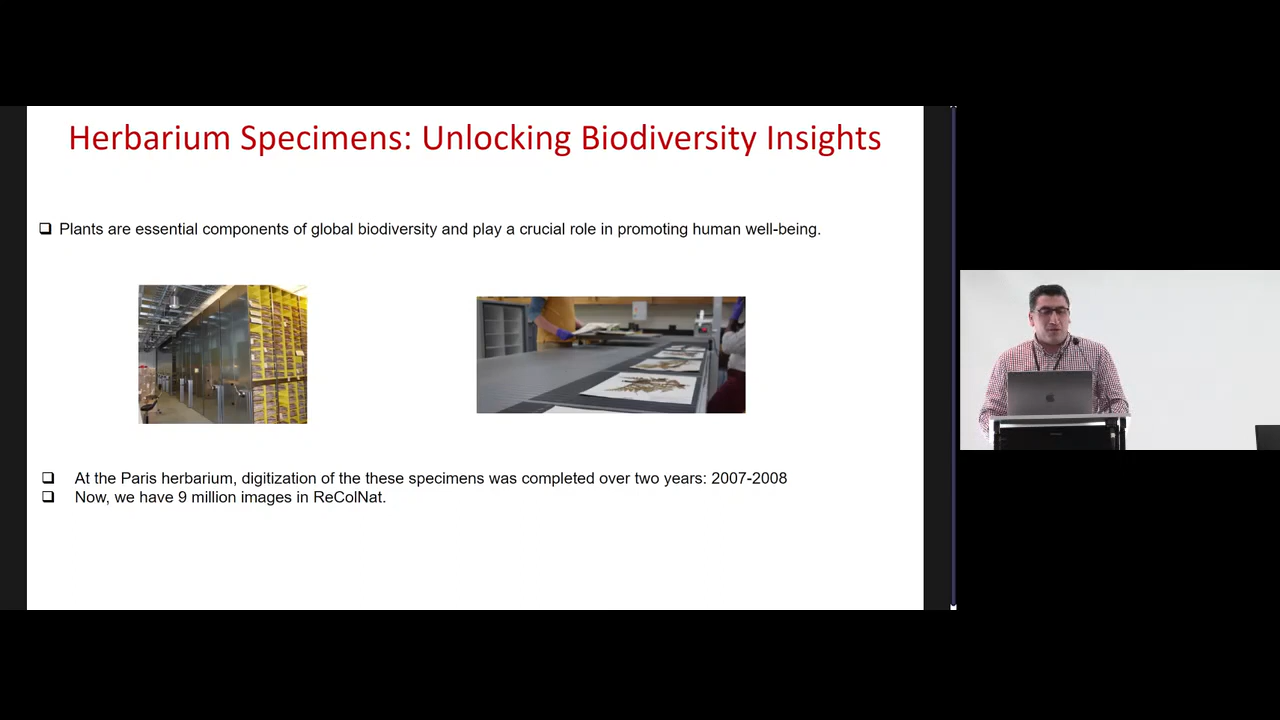 Herbarium Specimens: Unlocking Biodiversity Insights
Plants are essential components of global biodiversity and play a crucial role in promoting human well-being.
At the Paris herbarium, digitization of the these specimens was completed over two years: 2007-2008
Now, we have 9 million images in ReColNat.